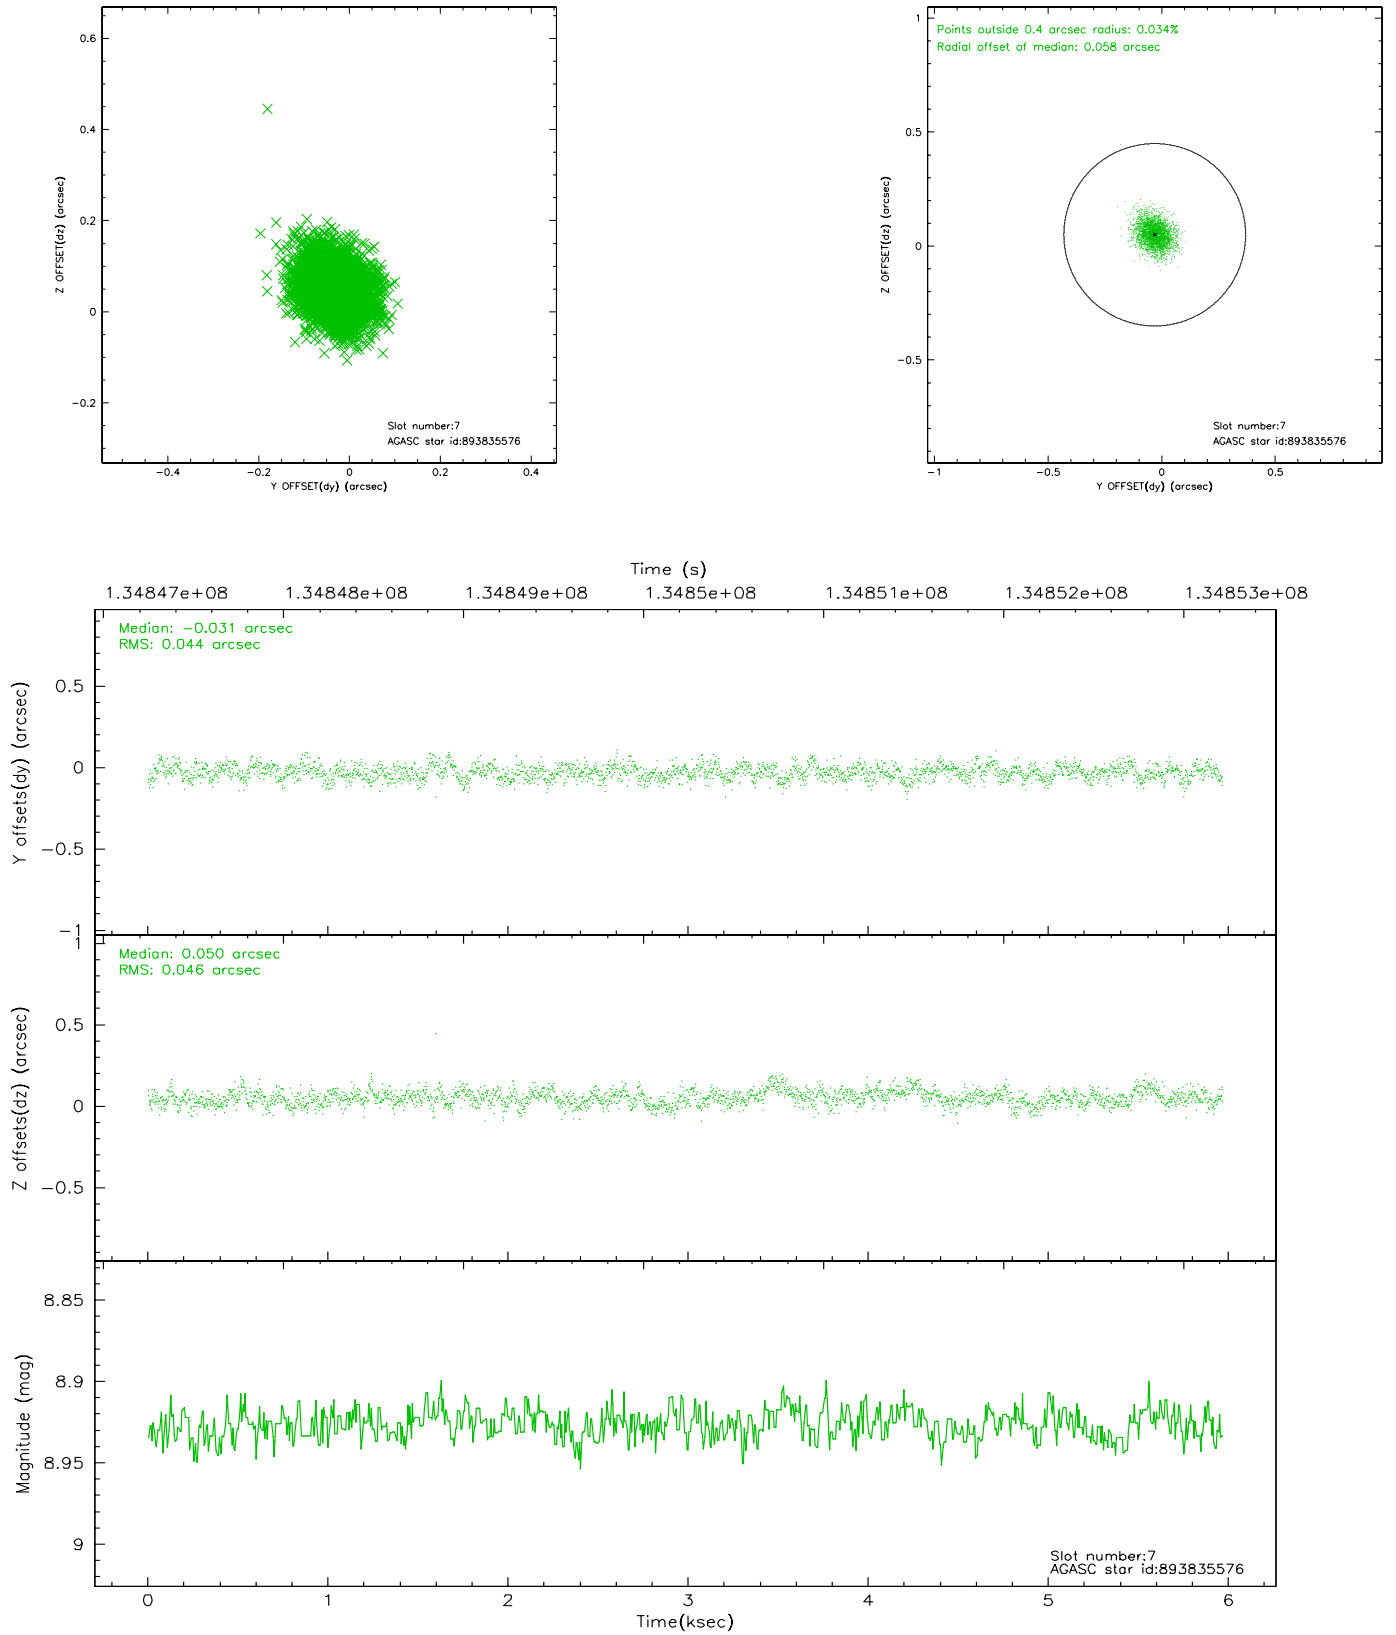 0.6
0.4
0.2
0
−0.2
Z OFFSET(dz) (arcsec)
Slot number:7
AGASC star id:893835576
−0.4 −0.2 0 0.2 0.4
Y OFFSET(dy) (arcsec)
Points outside 0.4 arcsec radius: 0.034%
Radial offset of median: 0.058 arcsec
1
0.5
0
−0.5
Z OFFSET(dz) (arcsec)
Slot number:7
AGASC star id:893835576
−1 −0.5 0 0.5
Y OFFSET(dy) (arcsec)
Time (s)
1.34847e+08 1.34848e+08 1.34849e+08 1.3485e+08 1.34851e+08 1.34852e+08 1.34853e+08
Median: −0.031 arcsec
RMS: 0.044 arcsec
0.5
0
−0.5
−1
Y offsets(dy) (arcsec)
Median: 0.050 arcsec
RMS: 0.046 arcsec
1
0.5
0
−0.5
Z offsets(dz) (arcsec)
8.85
8.9
8.95
9
Magnitude (mag)
Slot number:7
AGASC star id:893835576
0 1 2 3 4 5 6
Time(ksec)